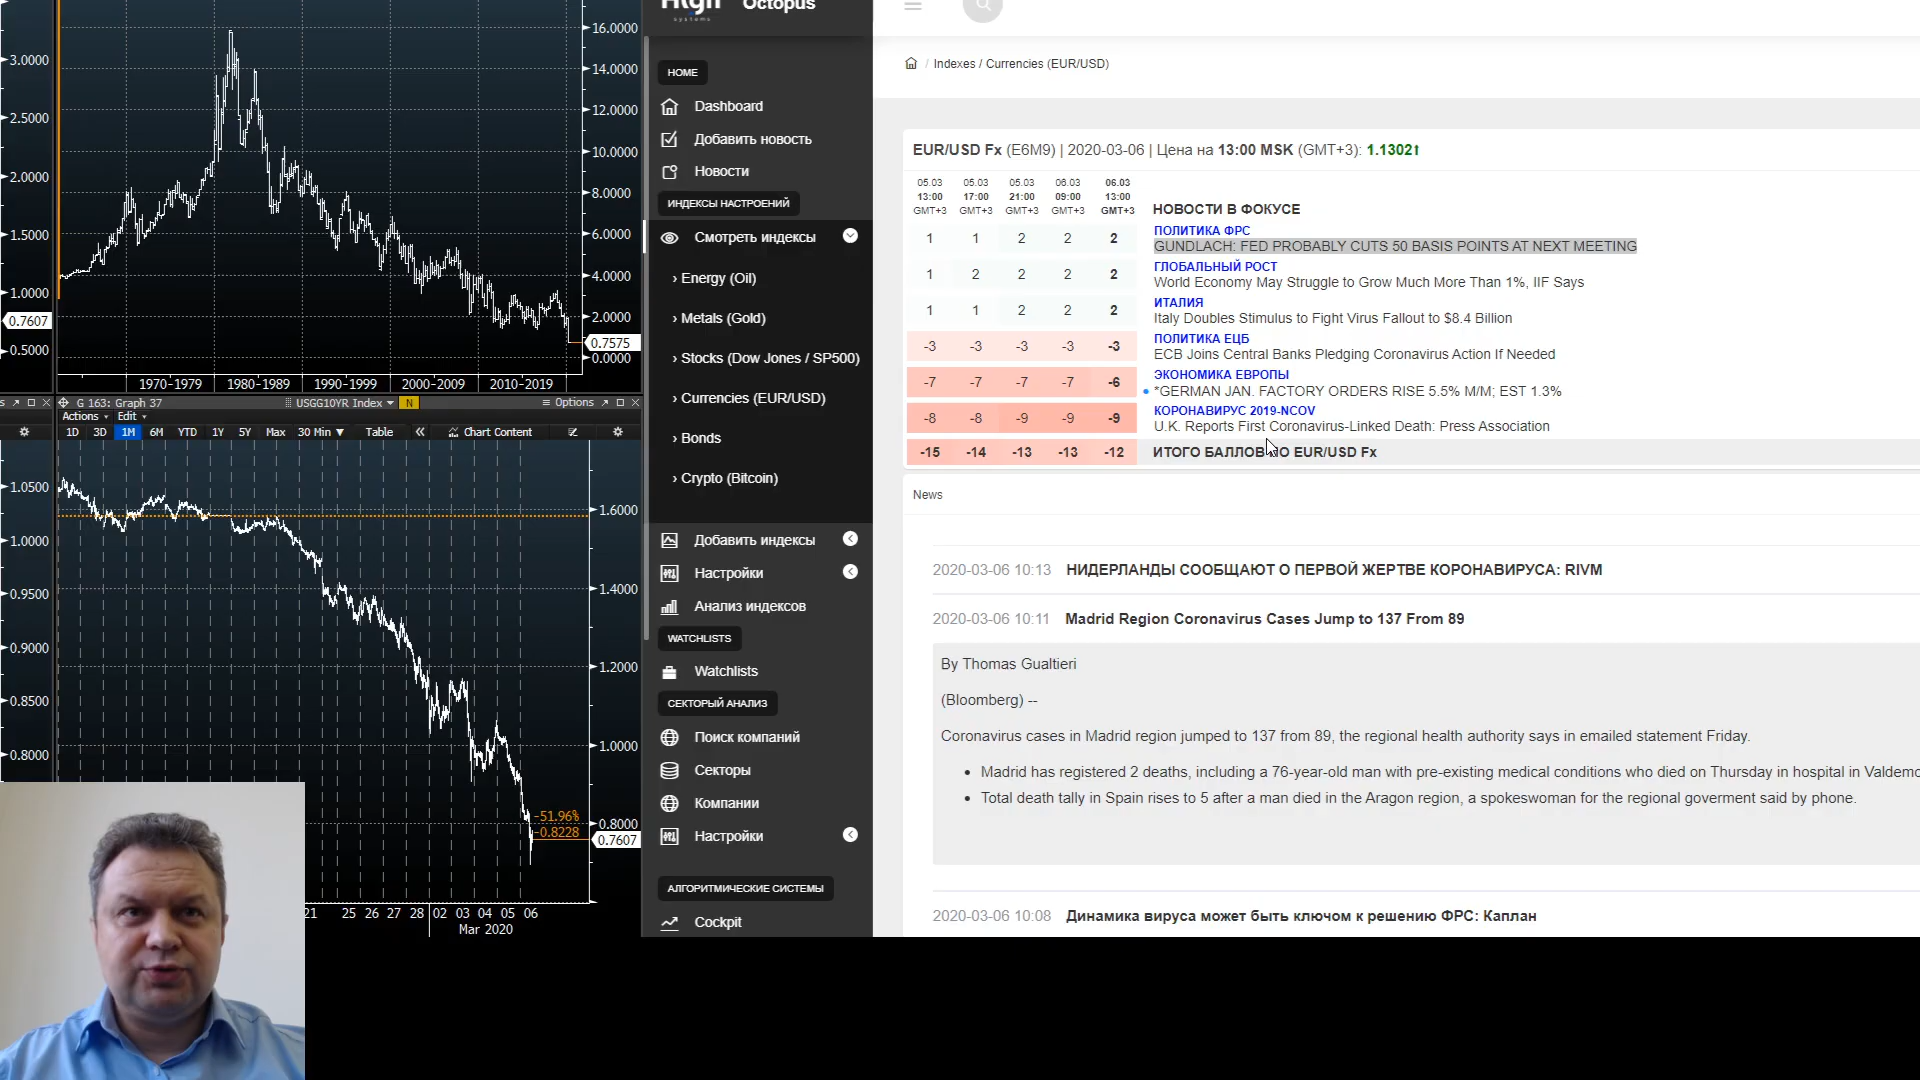 16.0000
3.0000
14.0000
2.5000
12.0000
10.0000
2.0000
8.0000
1.5000
6.0000
4.0000
1.0000
2.0000
0.7607
0.7575
0.5000
0.0000
1970-1979
1980-1989
1990-1999
2000-2009
2010-2019
G 163: Graph 37
USGG10YR Index
N
Options
Actions
Edit
1D 3D 1M 6M YTD 1Y 5Y Max 30 Min Table Chart Content
1.0500
1.6000
1.0000
0.9500
1.4000
0.9000
1.2000
0.8500
1.0000
0.8000
-51.96%
-0.8228
0.8000
0.7607
21 25 26 27 28 02 03 04 05 06
Mar 2020
High
systems
Octopus
HOME
Dashboard
Добавить новость
Новости
ИНДЕКСЫ НАСТРОЕНИЙ
Смотреть индексы
› Energy (Oil)
› Metals (Gold)
› Stocks (Dow Jones / SP500)
› Currencies (EUR/USD)
› Bonds
› Crypto (Bitcoin)
Добавить индексы
Настройки
Анализ индексов
WATCHLISTS
Watchlists
СЕКТОРЫЙ АНАЛИЗ
Поиск компаний
Секторы
Компании
Настройки
АЛГОРИТМИЧЕСКИЕ СИСТЕМЫ
Cockpit
/ Indexes / Currencies (EUR/USD)
EUR/USD Fx (E6M9) | 2020-03-06 | Цена на 13:00 MSK (GMT+3): 1.1302↑
05.03 05.03 05.03 06.03 06.03
13:00 17:00 21:00 09:00 13:00
GMT+3 GMT+3 GMT+3 GMT+3 GMT+3
НОВОСТИ В ФОКУСЕ
ПОЛИТИКА ФРС
1 1 2 2 2 GUNDLACH: FED PROBABLY CUTS 50 BASIS POINTS AT NEXT MEETING
ГЛОБАЛЬНЫЙ РОСТ
1 2 2 2 2 World Economy May Struggle to Grow Much More Than 1%, IIF Says
ИТАЛИЯ
1 1 2 2 2 Italy Doubles Stimulus to Fight Virus Fallout to $8.4 Billion
ПОЛИТИКА ЕЦБ
-3 -3 -3 -3 -3 ECB Joins Central Banks Pledging Coronavirus Action If Needed
ЭКОНОМИКА ЕВРОПЫ
-7 -7 -7 -7 -6 *GERMAN JAN. FACTORY ORDERS RISE 5.5% M/M; EST 1.3%
КОРОНАВИРУС 2019-NCOV
-8 -8 -9 -9 -9 U.K. Reports First Coronavirus-Linked Death: Press Association
-15 -14 -13 -13 -12 ИТОГО БАЛЛОВ ПО EUR/USD Fx
News
2020-03-06 10:13 НИДЕРЛАНДЫ СООБЩАЮТ О ПЕРВОЙ ЖЕРТВЕ КОРОНАВИРУСА: RIVM
2020-03-06 10:11 Madrid Region Coronavirus Cases Jump to 137 From 89
By Thomas Gualtieri
(Bloomberg) --
Coronavirus cases in Madrid region jumped to 137 from 89, the regional health authority says in emailed statement Friday.
• Madrid has registered 2 deaths, including a 76-year-old man with pre-existing medical conditions who died on Thursday in hospital in Valdemo
• Total death tally in Spain rises to 5 after a man died in the Aragon region, a spokeswoman for the regional goverment said by phone.
2020-03-06 10:08 Динамика вируса может быть ключом к решению ФРС: Каплан